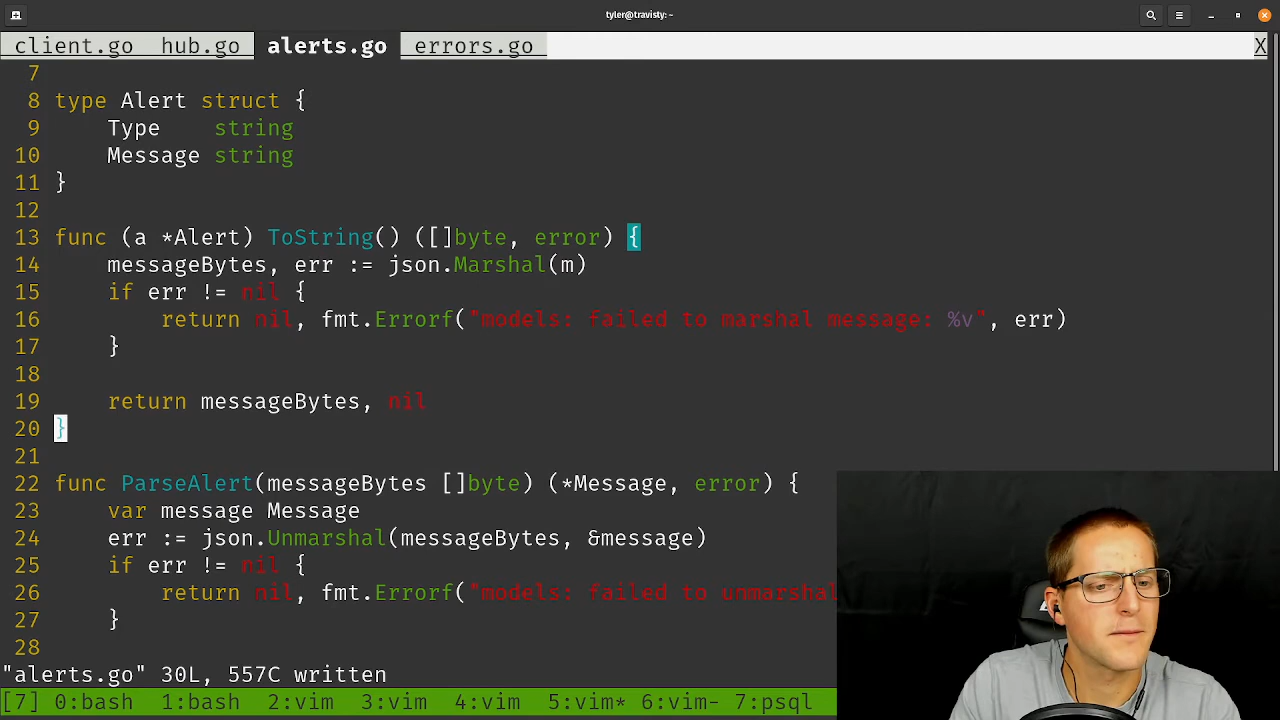 tyler@travisty:~
client.go hub.go alerts.go errors.go X
7
8 type Alert struct {
9 Type string
10 Message string
11 }
12
13 func (a *Alert) ToString() ([]byte, error) {
14 messageBytes, err := json.Marshal(m)
15 if err != nil {
16 return nil, fmt.Errorf("models: failed to marshal message: %v", err)
17 }
18
19 return messageBytes, nil
20 }
21
22 func ParseAlert(messageBytes []byte) (*Message, error) {
23 var message Message
24 err := json.Unmarshal(messageBytes, &message)
25 if err != nil {
26 return nil, fmt.Errorf("models: failed to unmarshal
27 }
28
"alerts.go" 30L, 557C written
[7] 0:bash 1:bash 2:vim 3:vim 4:vim 5:vim* 6:vim- 7:psql